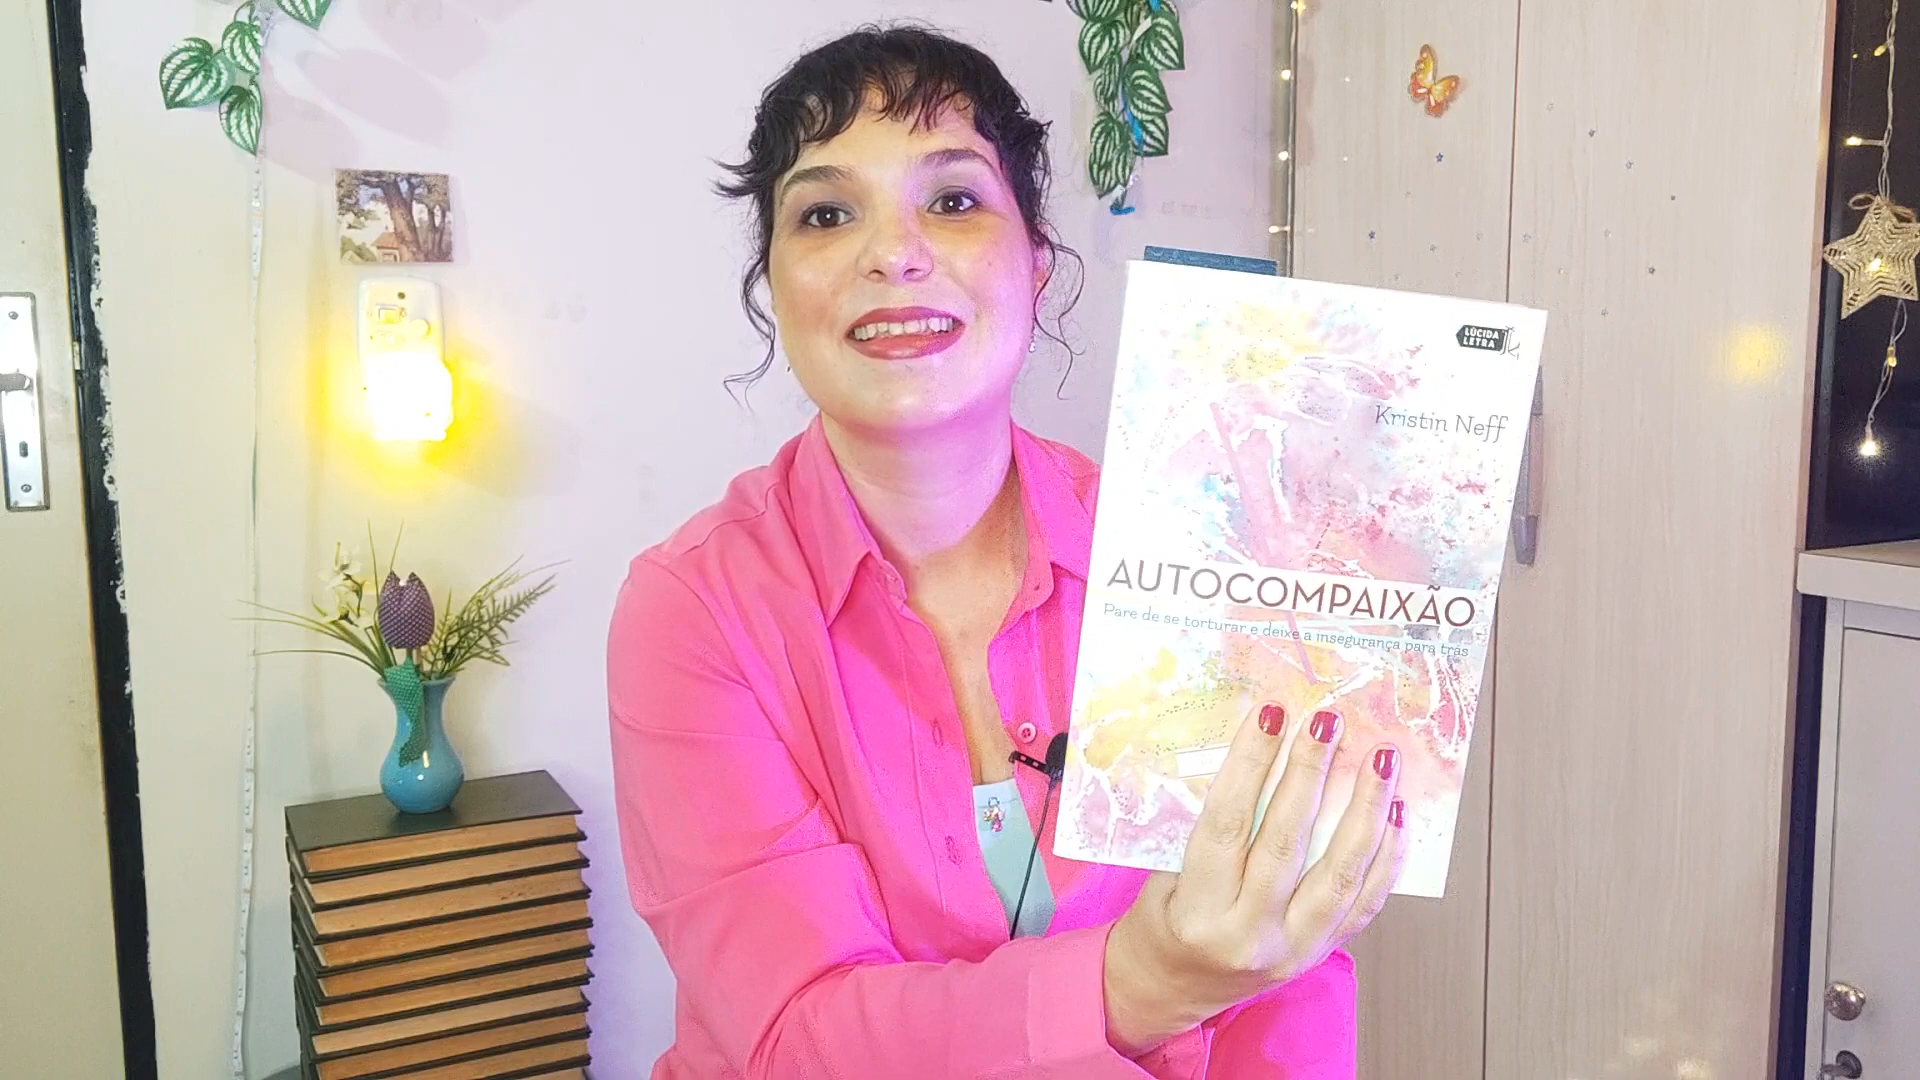 LÚCIDA
LETRA
Kristin Neff
AUTOCOMPAIXÃO
Pare de se torturar e deixe a insegurança para trás